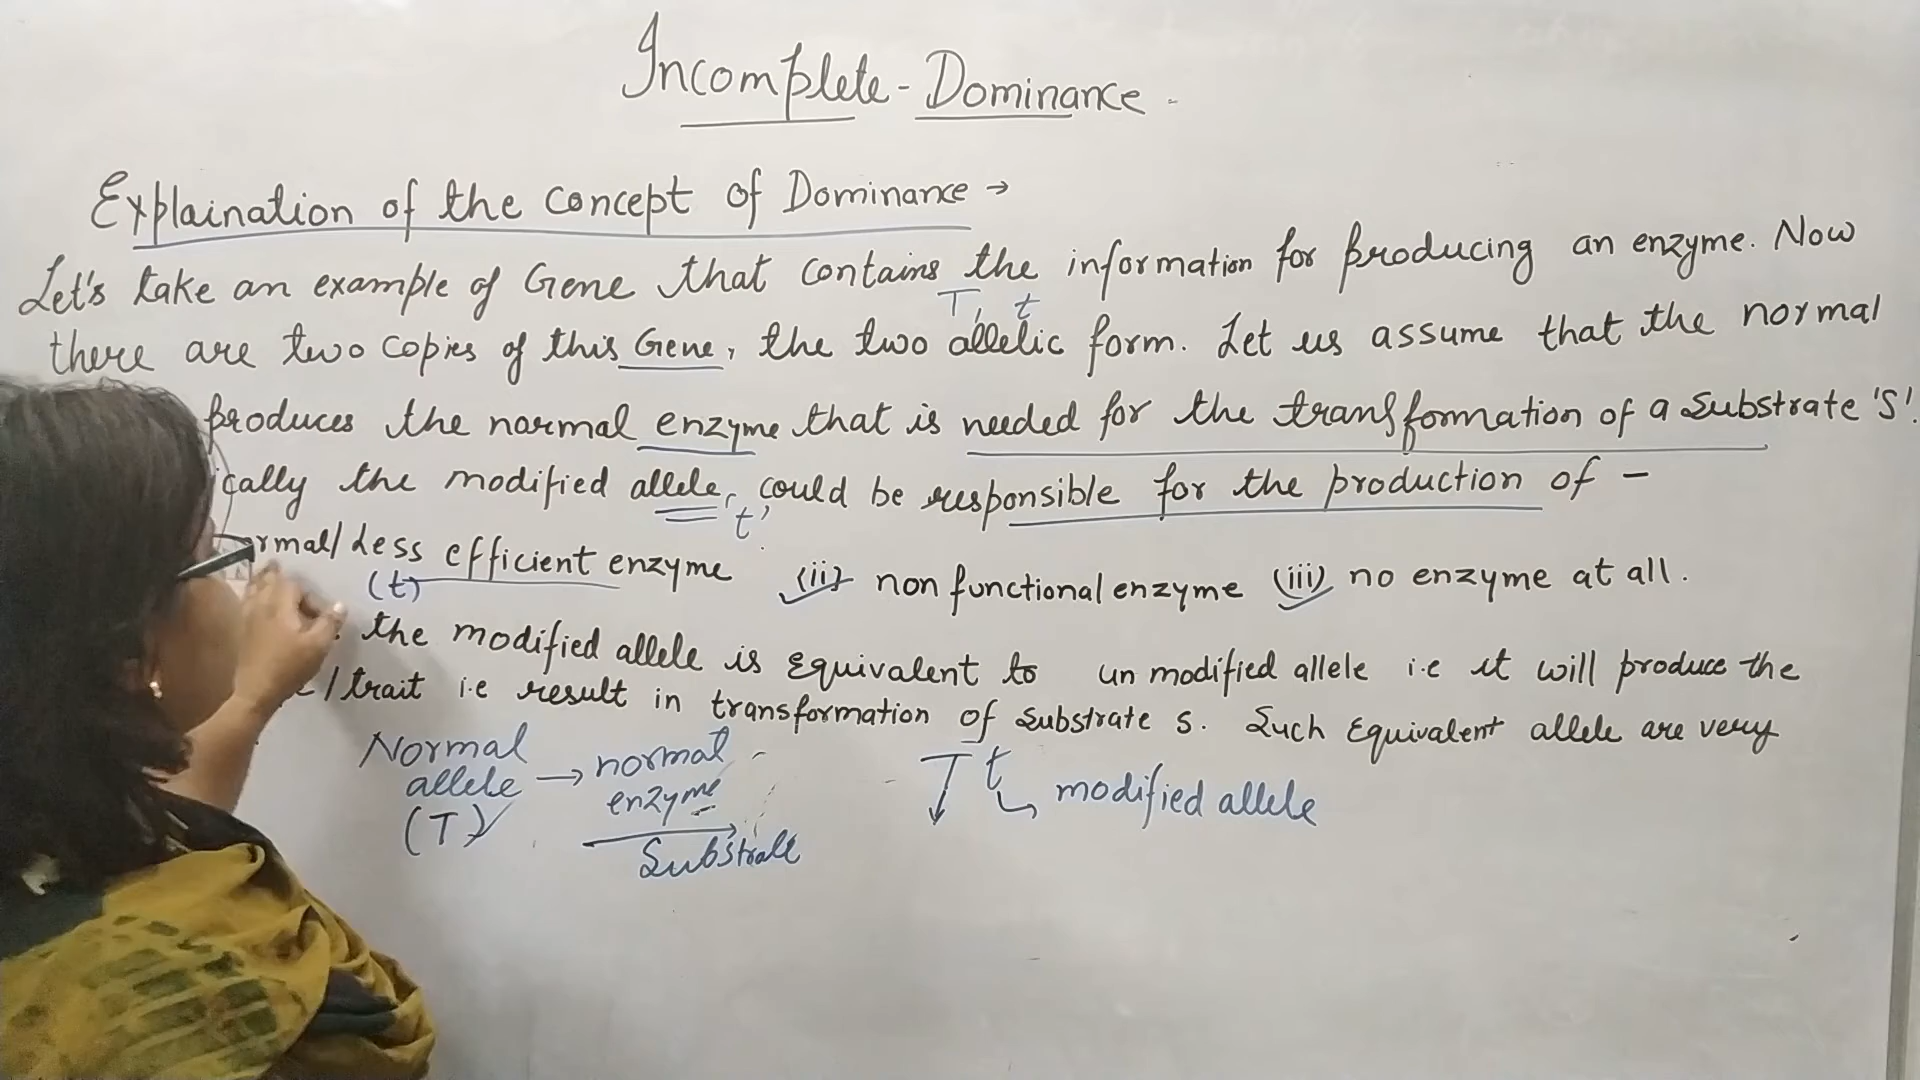 Incomplete - Dominance
Explaination of the concept of Dominance →
Let's take an example of Gene that contains the information for producing an enzyme. Now
T, t
there are two copies of this Gene, the two allelic form. Let us assume that the normal
produces the normal enzyme that is needed for the transformation of a substrate 'S'.
ically the modified allele, could be responsible for the production of -
t
rmal/Less efficient enzyme (ii) non functional enzyme (iii) no enzyme at all.
(t)
the modified allele is equivalent to un modified allele i.e it will produce the
/trait i.e result in transformation of substrate s. Such Equivalent allele are very
Normal allele (T) → normal enzyme
Substrate
T t
modified allele